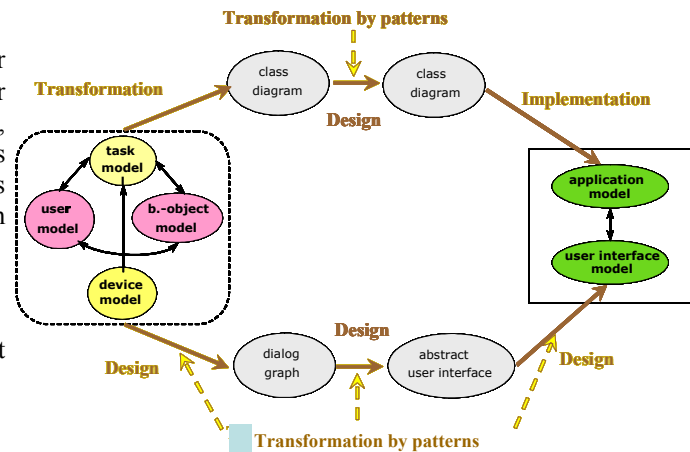 Transformation by patterns
r
r
,
s
s
n
t
Transformation
class
diagram
class
diagram
Design
Implementation
task
model
user
model
b.-object
model
device
model
application
model
user interface
model
Design
Design
dialog
graph
abstract
user interface
Design
Transformation by patterns